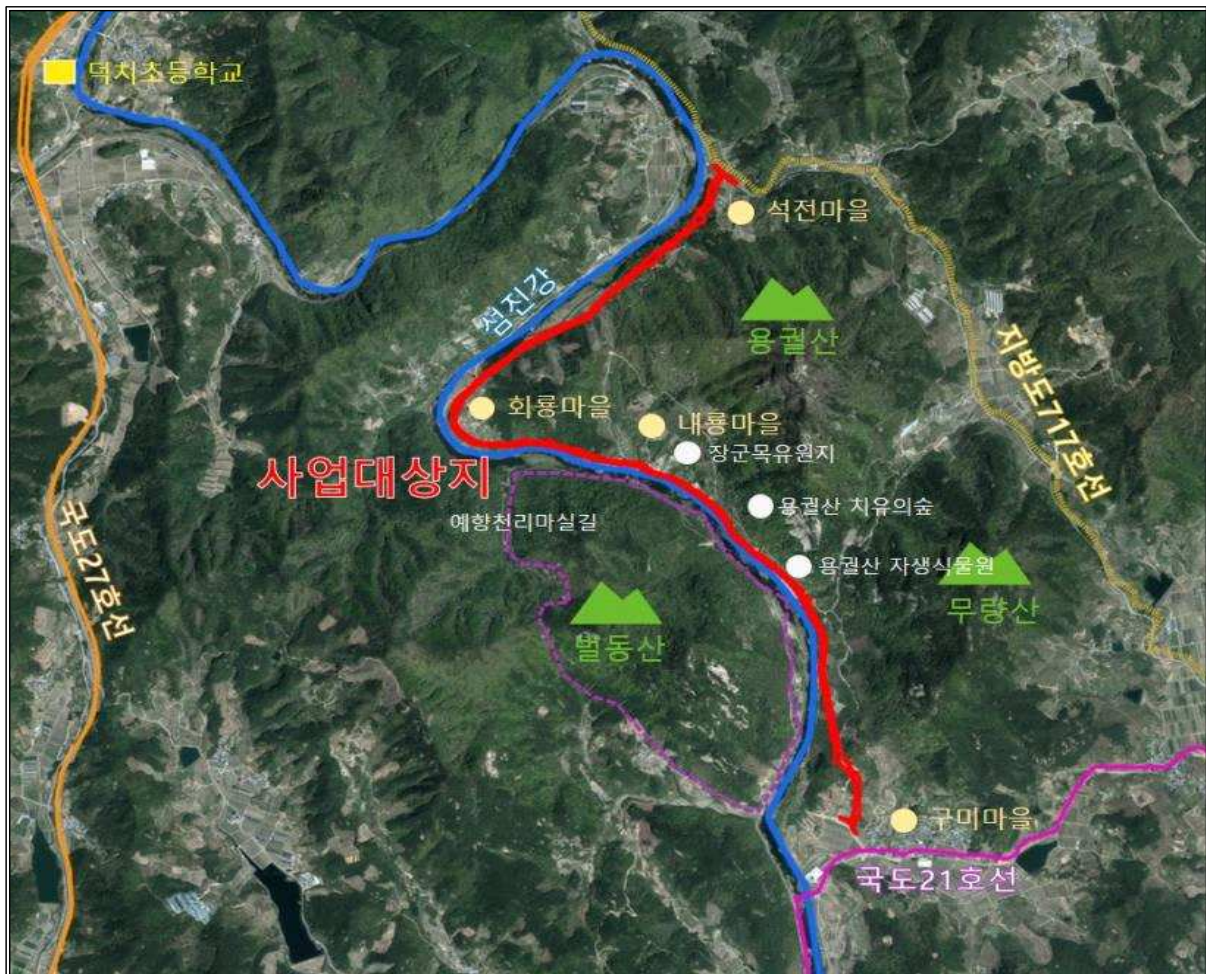 덕치초등학교
석전마을
섬진강
용궐산
지방도717호선
회룡마을
내룡마을
장군목유원지
사업대상지
용궐산 치유의숲
예향천리마실길
국도27호선
용궐산 자생식물원
무량산
벌동산
구미마을
국도21호선